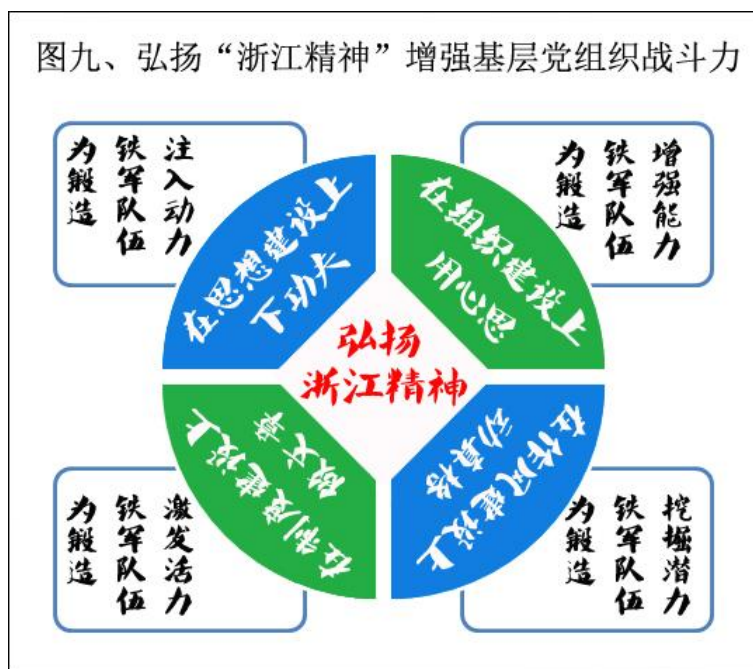 图九、弘扬“浙江精神”增强基层党组织战斗力
为锻造
铁军队伍
注入动力
在思想建设上
下功夫
在组织建设上
用心思
为锻造
铁军队伍
增强能力
弘扬
浙江精神
为锻造
铁军队伍
激发活力
在制度建设上
做文章
在作风建设上
动真格
为锻造
铁军队伍
挖掘潜力